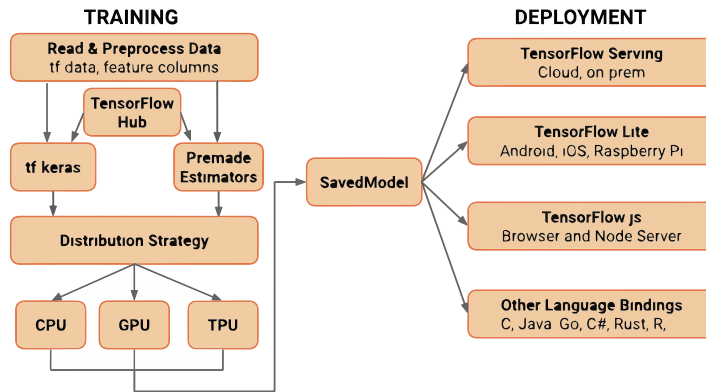 TRAINING
DEPLOYMENT
Read & Preprocess Data
tf data, feature columns
TensorFlow
Hub
tf keras
Premade
Estimators
Distribution Strategy
CPU
GPU
TPU
SavedModel
TensorFlow Serving
Cloud, on prem
TensorFlow Lite
Android, iOS, Raspberry Pi
TensorFlow js
Browser and Node Server
Other Language Bindings
C, Java Go, C#, Rust, R,